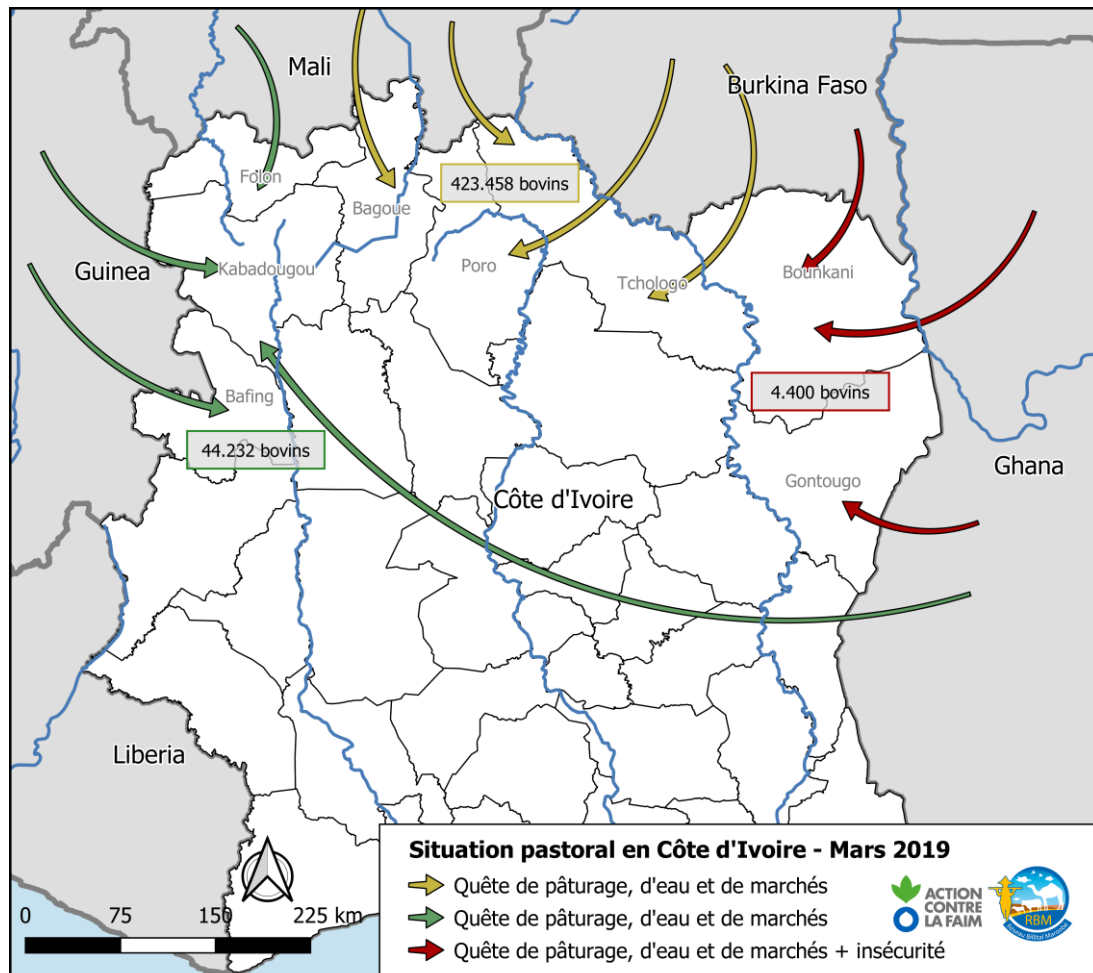 Mali
Burkina Faso
Folon
423.458 bovins
Bagoue
Guinea
Kabadougou
Poro
Tchologo
Bounkani
Bafing
4.400 bovins
44.232 bovins
Ghana
Gontougo
Côte d'Ivoire
Liberia
0 75 150 225 km
Situation pastoral en Côte d'Ivoire - Mars 2019
Quête de pâturage, d'eau et de marchés
Quête de pâturage, d'eau et de marchés
Quête de pâturage, d'eau et de marchés + insécurité
ACTION
CONTRE
LA FAIM
RBM
Réseau Billital Maroobé